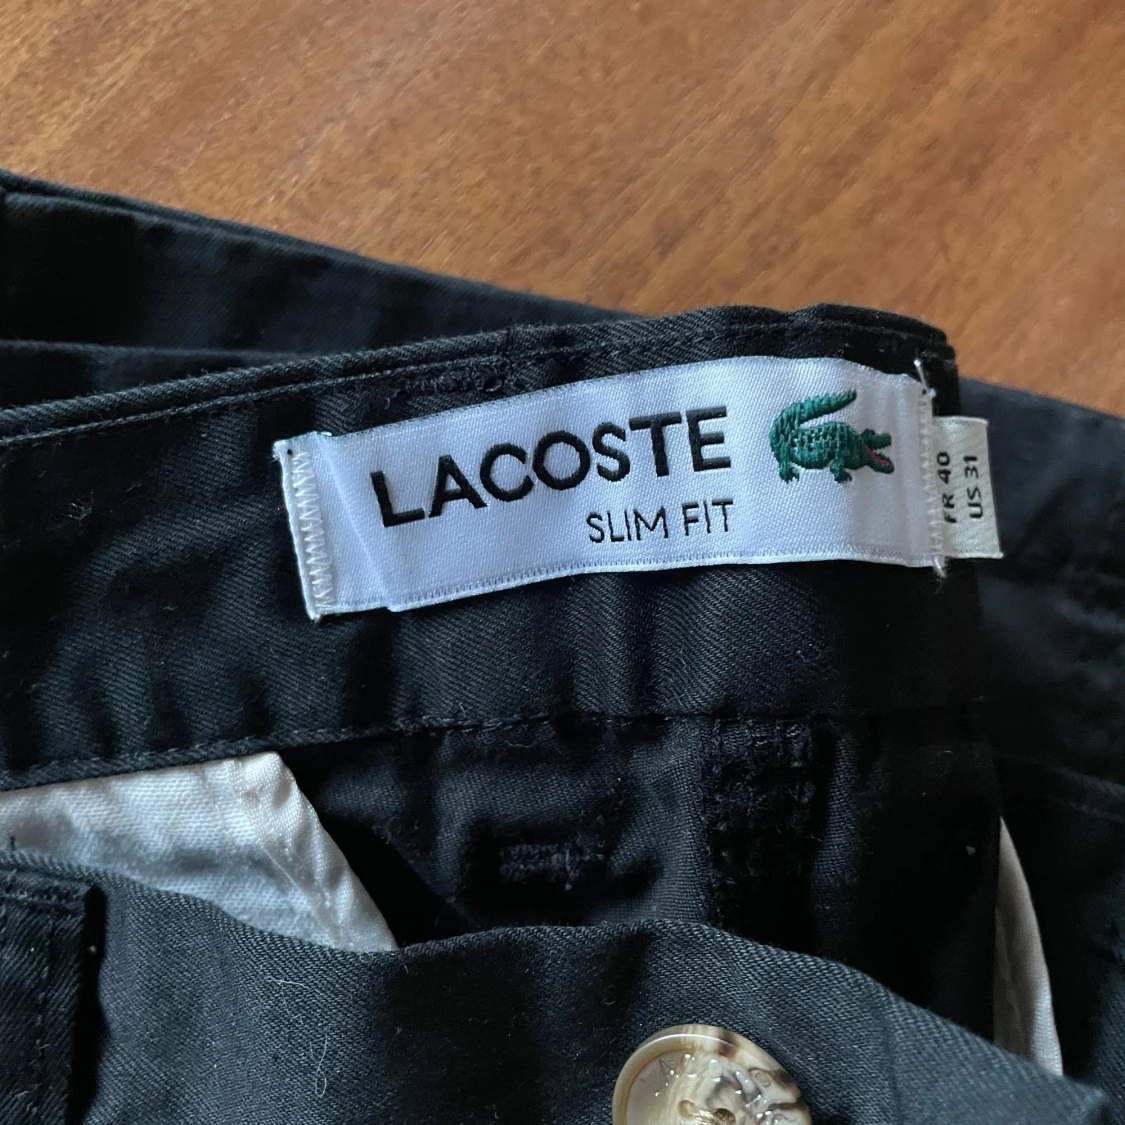 LACOSTE
SLIM FIT
FR 40
US 31